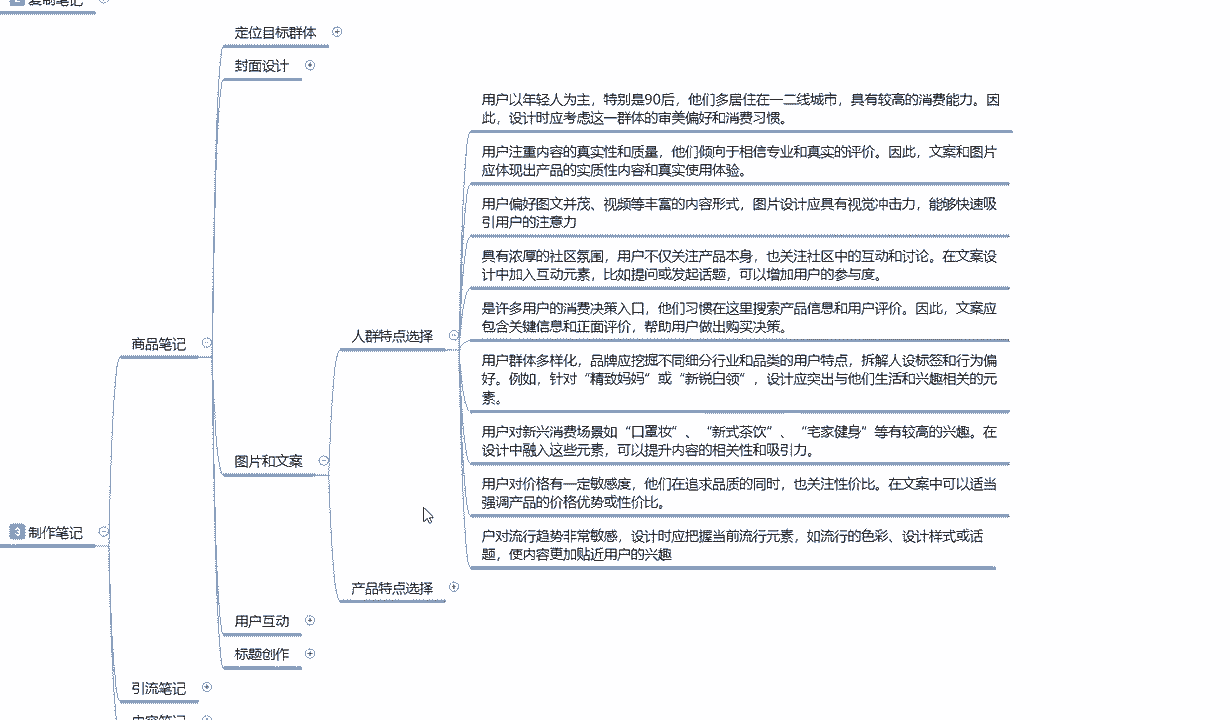 2 复制笔记
定位目标群体
封面设计
用户以年轻人为主，特别是90后，他们多居住在一二线城市，具有较高的消费能力。因
此，设计时应考虑这一群体的审美偏好和消费习惯。
用户注重内容的真实性和质量，他们倾向于相信专业和真实的评价。因此，文案和图片
应体现出产品的实质性内容和真实使用体验。
用户偏好图文并茂、视频等丰富的内容形式，图片设计应具有视觉冲击力，能够快速吸
引用户的注意力
具有浓厚的社区氛围，用户不仅关注产品本身，也关注社区中的互动和讨论。在文案设
计中加入互动元素，比如提问或发起话题，可以增加用户的参与度。
是许多用户的消费决策入口，他们习惯在这里搜索产品信息和用户评价。因此，文案应
包含关键信息和正面评价，帮助用户做出购买决策。
商品笔记
人群特点选择
用户群体多样化，品牌应挖掘不同细分行业和品类的用户特点，拆解人设标签和行为偏
好。例如，针对“精致妈妈”或“新锐白领”，设计应突出与他们生活和兴趣相关的元
素。
用户对新兴消费场景如“口罩妆”、“新式茶饮”、“宅家健身”等有较高的兴趣。在
设计中融入这些元素，可以提升内容的相关性和吸引力。
图片和文案
用户对价格有一定敏感度，他们在追求品质的同时，也关注性价比。在文案中可以适当
强调产品的价格优势或性价比。
3 制作笔记
户对流行趋势非常敏感，设计时应把握当前流行元素，如流行的色彩、设计样式或话
题，使内容更加贴近用户的兴趣
产品特点选择
用户互动
标题创作
引流笔记
内容笔记